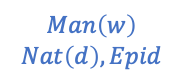 Man(w)
Nat(d), Epid